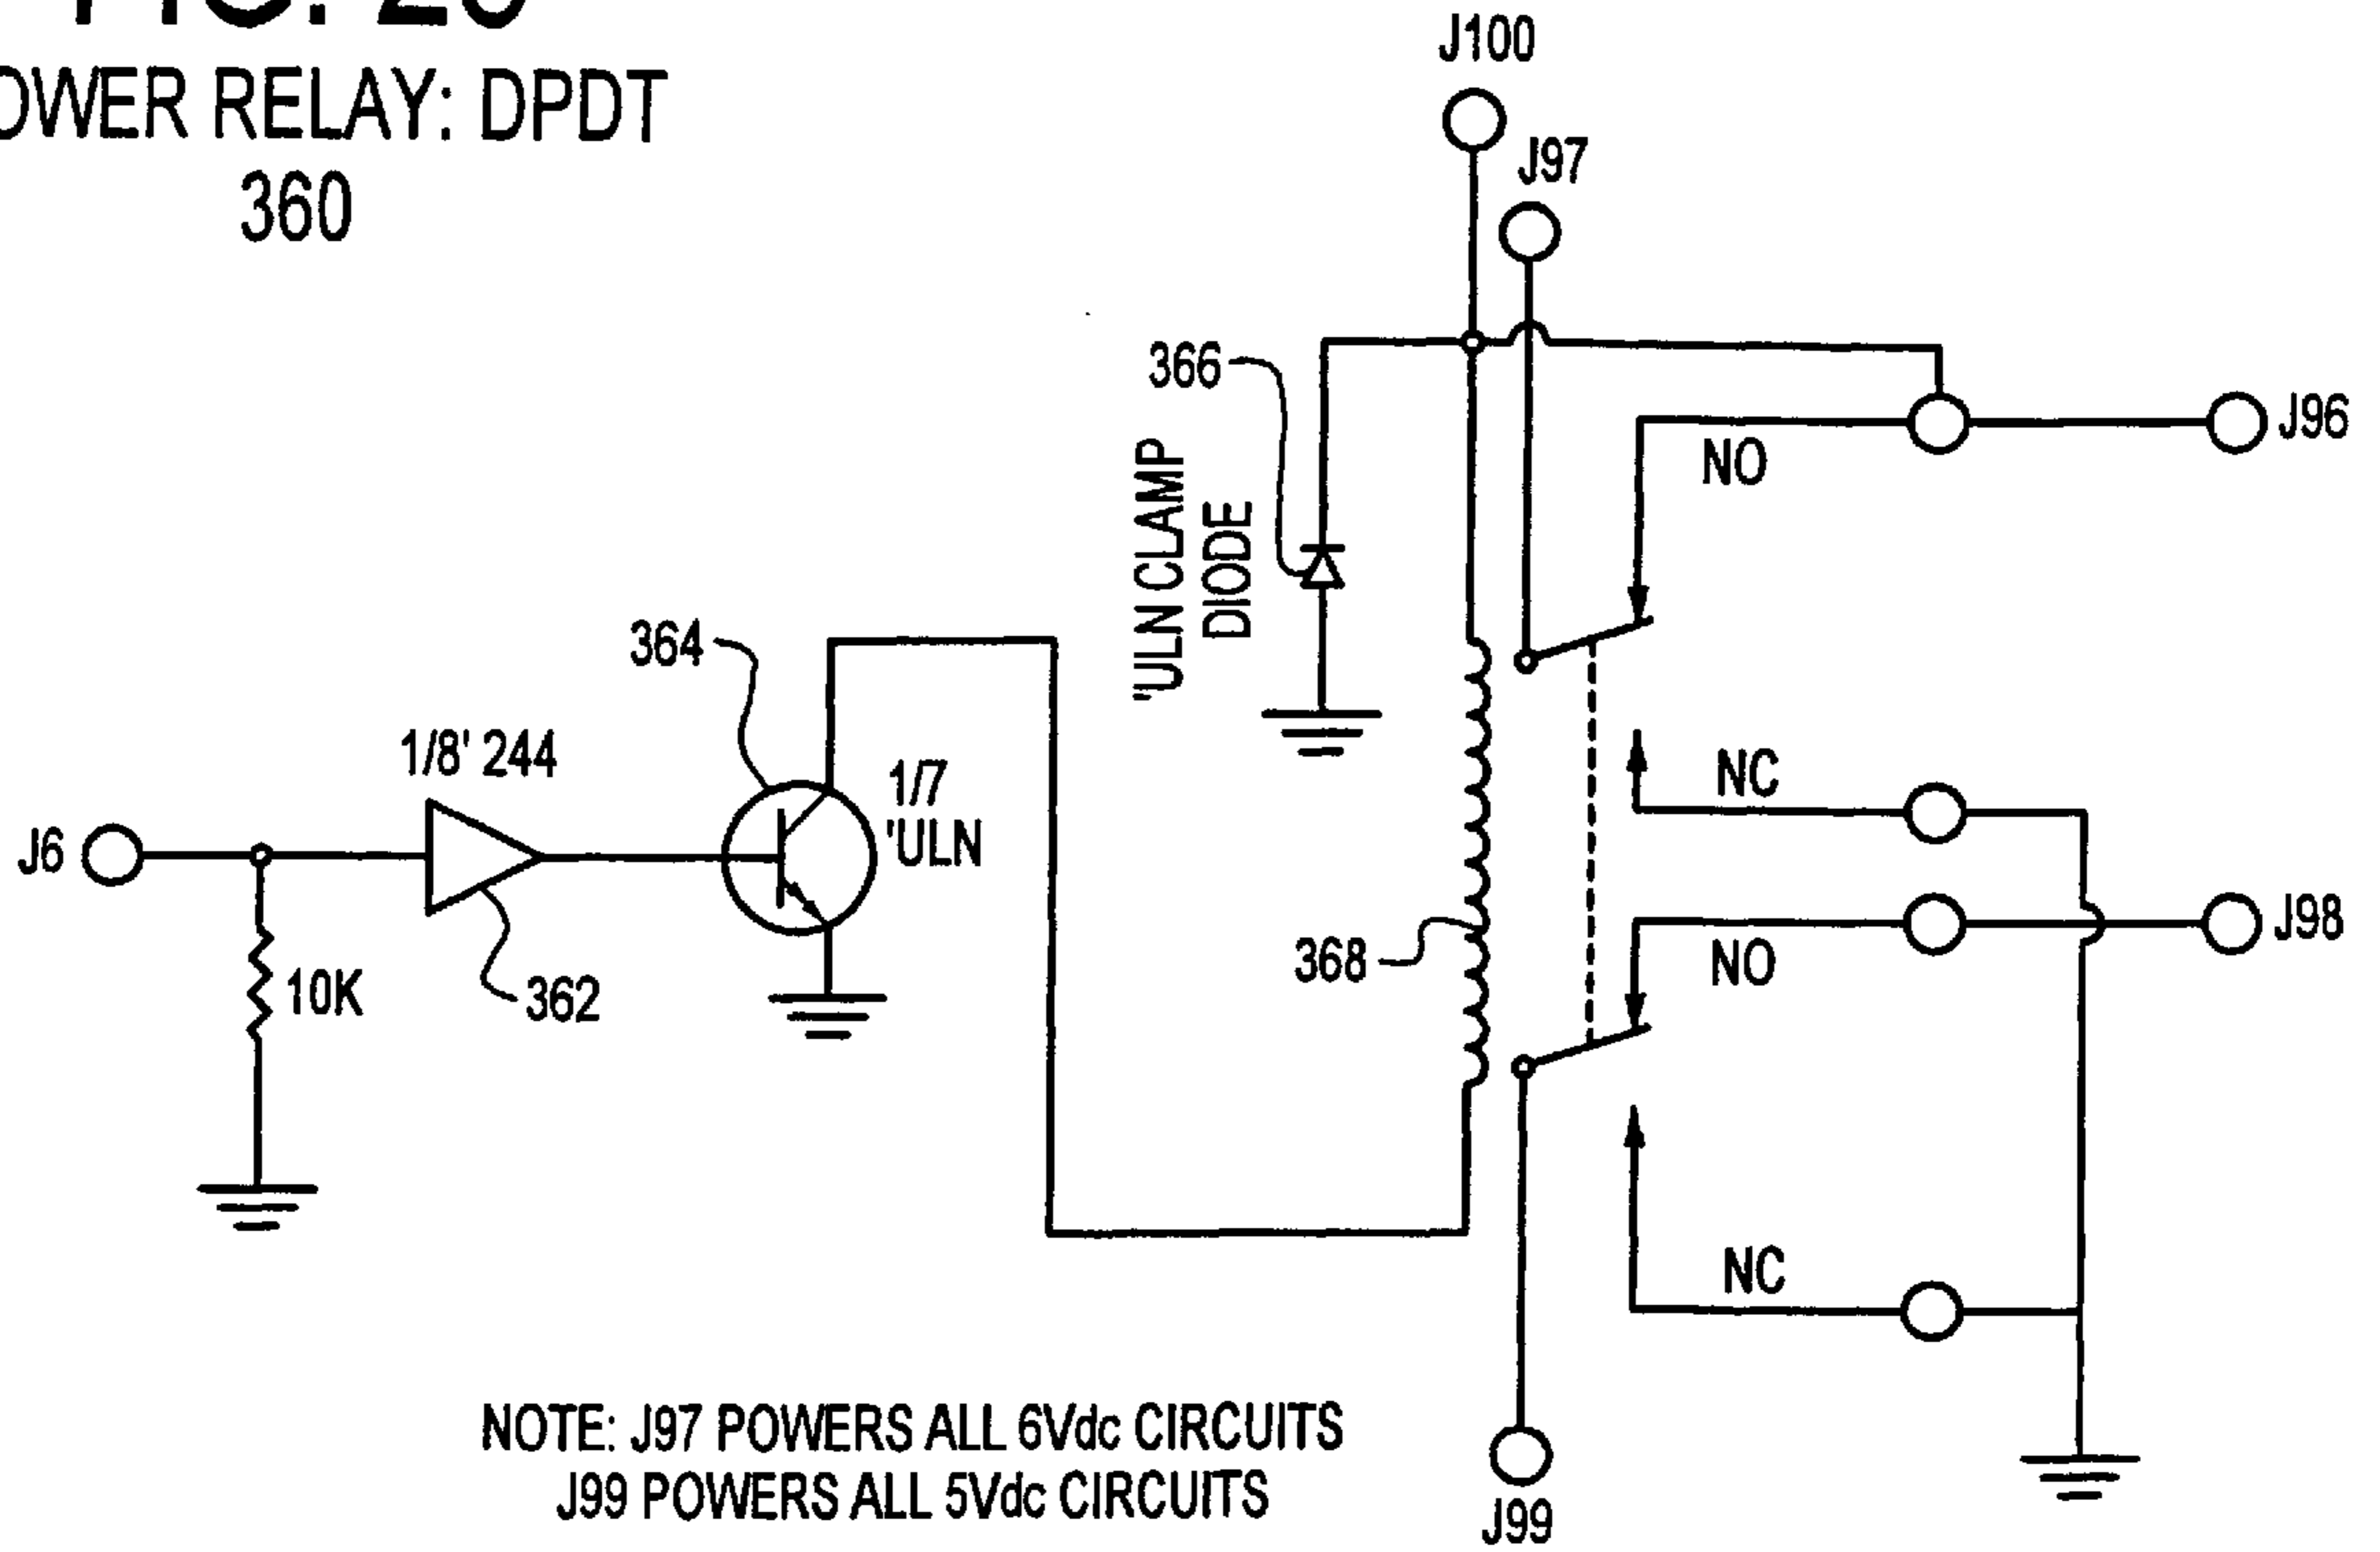 OWER RELAY: DPDT
360
J100
J97
366
'ULN CLAMP
DIODE
NO
J96
364
1/8' 244
1/7
'ULN
NC
J6
J98
368
NO
10K
362
NC
NOTE: J97 POWERS ALL 6Vdc CIRCUITS
J99 POWERS ALL 5Vdc CIRCUITS
J99